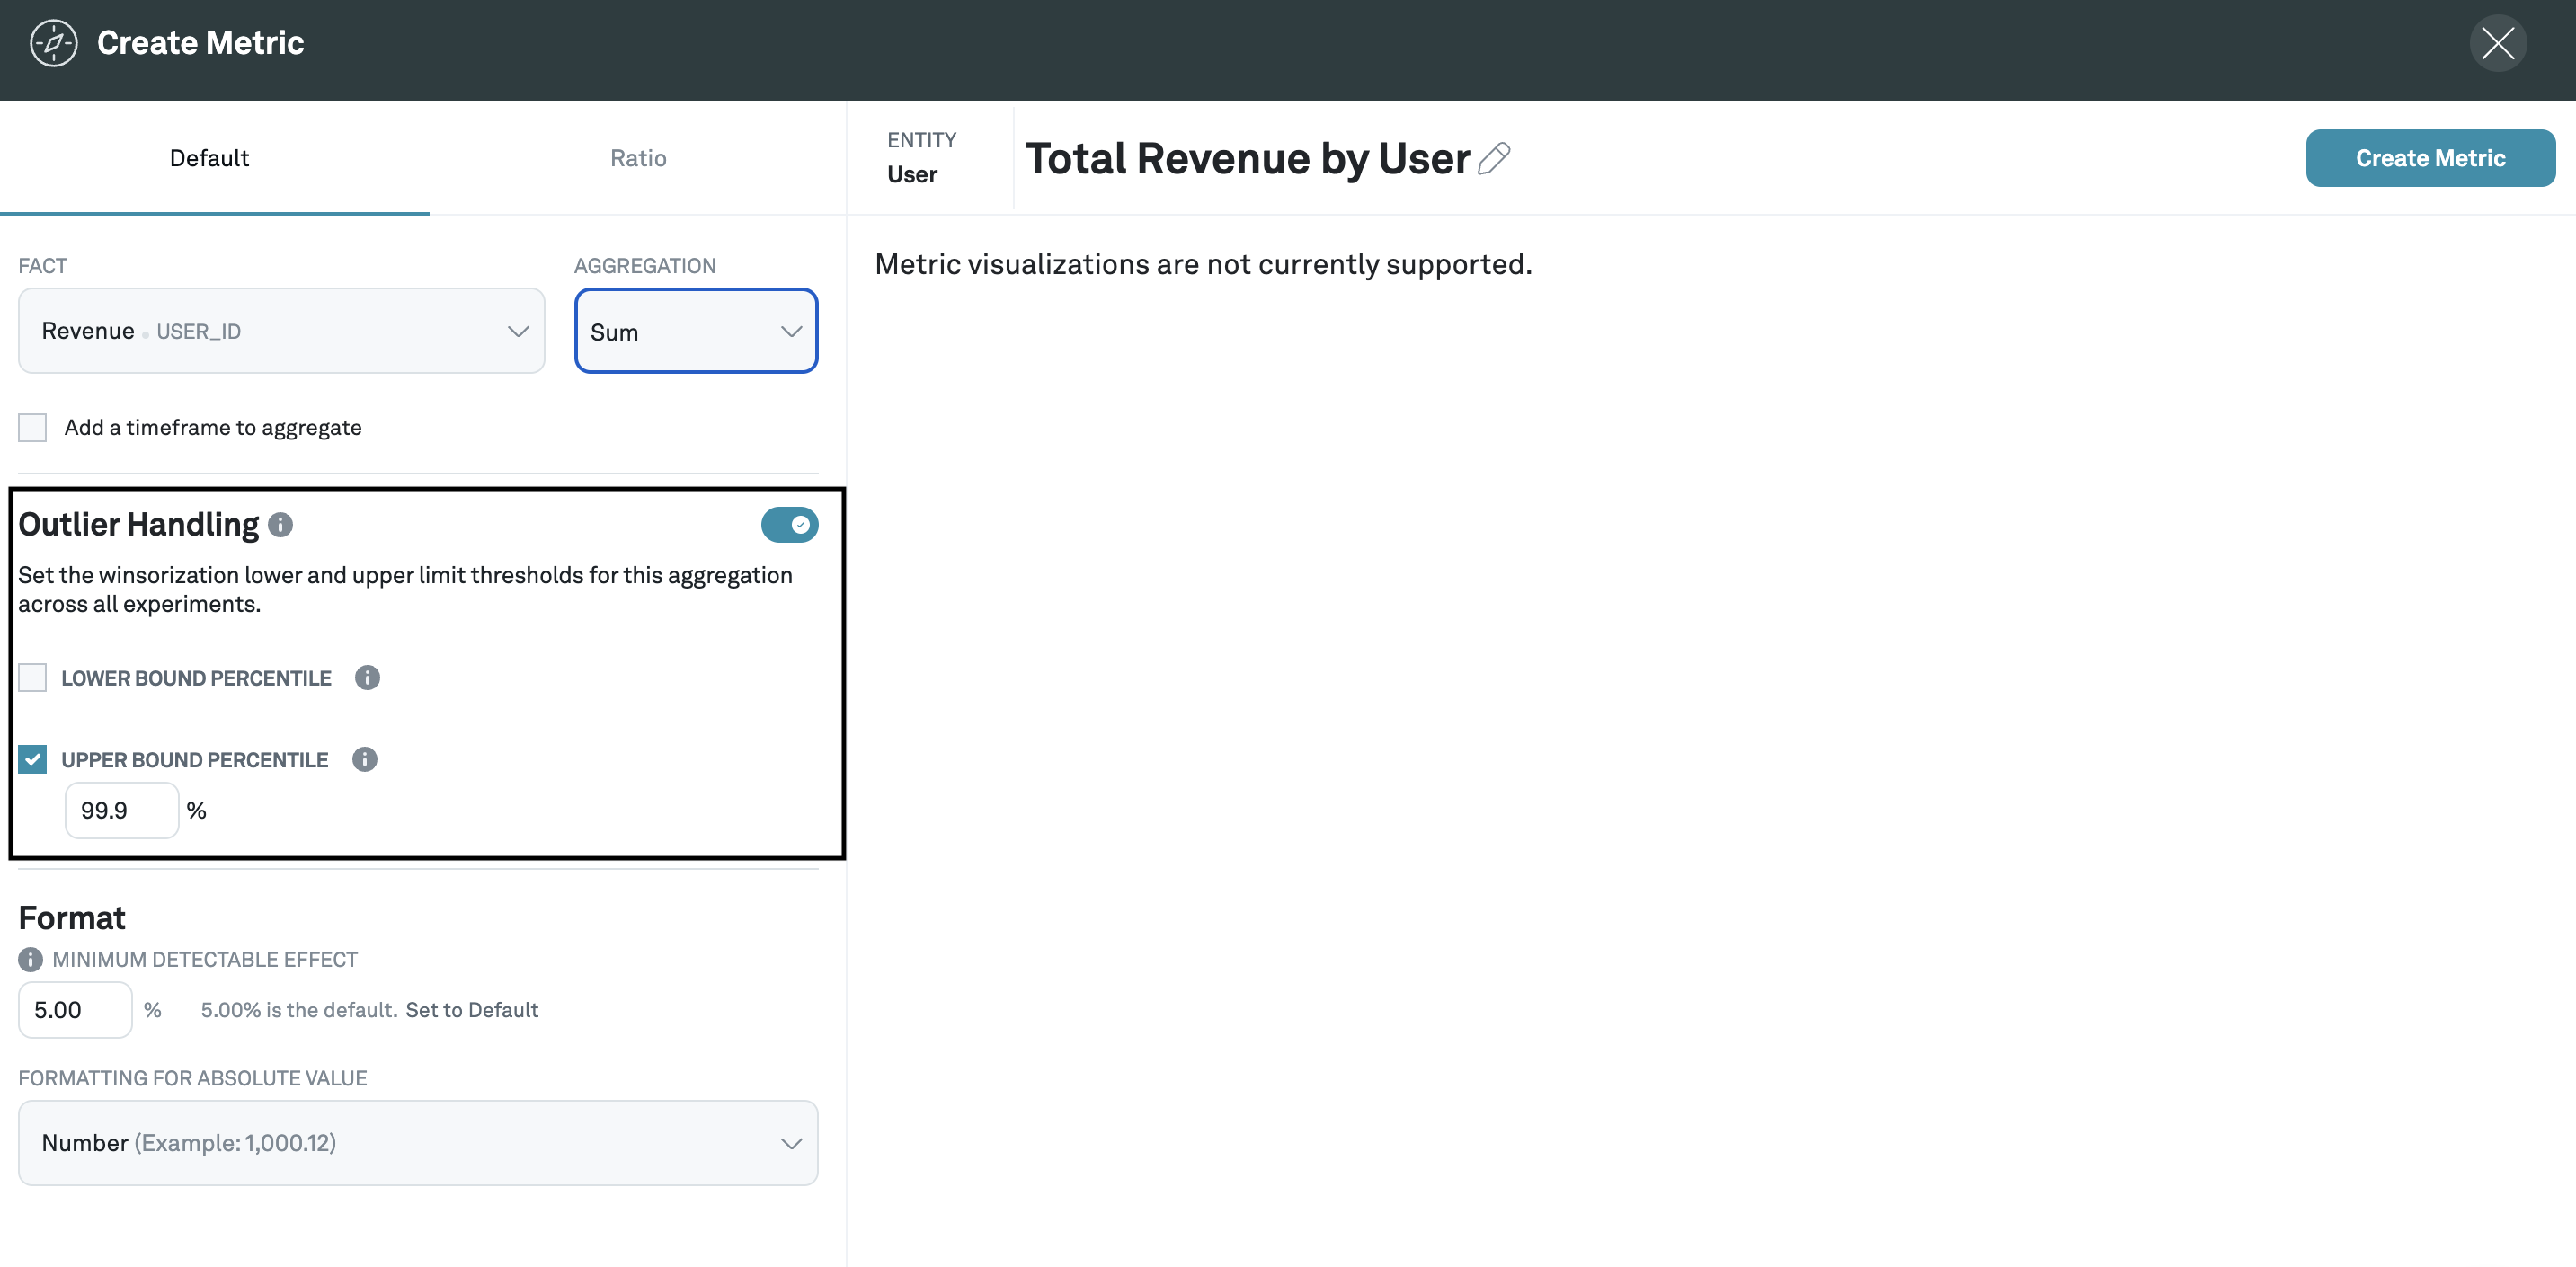 Create Metric
Default
Ratio
ENTITY
User
Total Revenue by User
Create Metric
FACT
AGGREGATION
Revenue • USER_ID
Sum
Metric visualizations are not currently supported.
Add a timeframe to aggregate
Outlier Handling
Set the winsorization lower and upper limit thresholds for this aggregation
across all experiments.
LOWER BOUND PERCENTILE
UPPER BOUND PERCENTILE
99.9 %
Format
MINIMUM DETECTABLE EFFECT
5.00 % 5.00% is the default. Set to Default
FORMATTING FOR ABSOLUTE VALUE
Number (Example: 1,000.12)